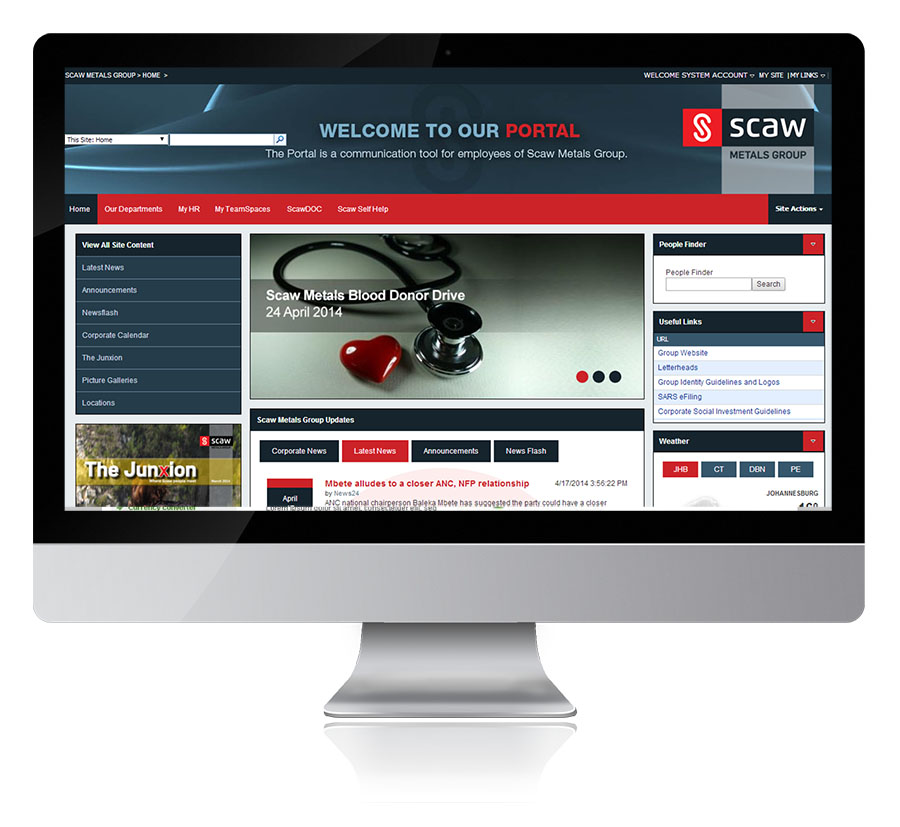 SCAW METALS GROUP > HOME >
WELCOME SYSTEM ACCOUNT MY SITE | MY LINKS
This Site: Home
WELCOME TO OUR PORTAL
The Portal is a communication tool for employees of Scaw Metals Group.
scaw
METALS GROUP
Home Our Departments My HR My TeamSpaces ScawDOC Scaw Self Help Site Actions
View All Site Content
Latest News
Announcements
Newsflash
Corporate Calendar
The Junxion
Picture Galleries
Locations
scaw
The Junxion
Where Scaw people meet
Scaw Metals Blood Donor Drive
24 April 2014
Scaw Metals Group Updates
Corporate News Latest News Announcements News Flash
April
Mbete alludes to a closer ANC, NFP relationship 4/17/2014 3:56:22 PM
by News24
ANC national chairperson Baleka Mbete has suggested the party could have a closer
People Finder
People Finder
Search
Useful Links
URL
Group Website
Letterheads
Group Identity Guidelines and Logos
SARS eFiling
Corporate Social Investment Guidelines
Weather
JHB CT DBN PE
JOHANNESBURG